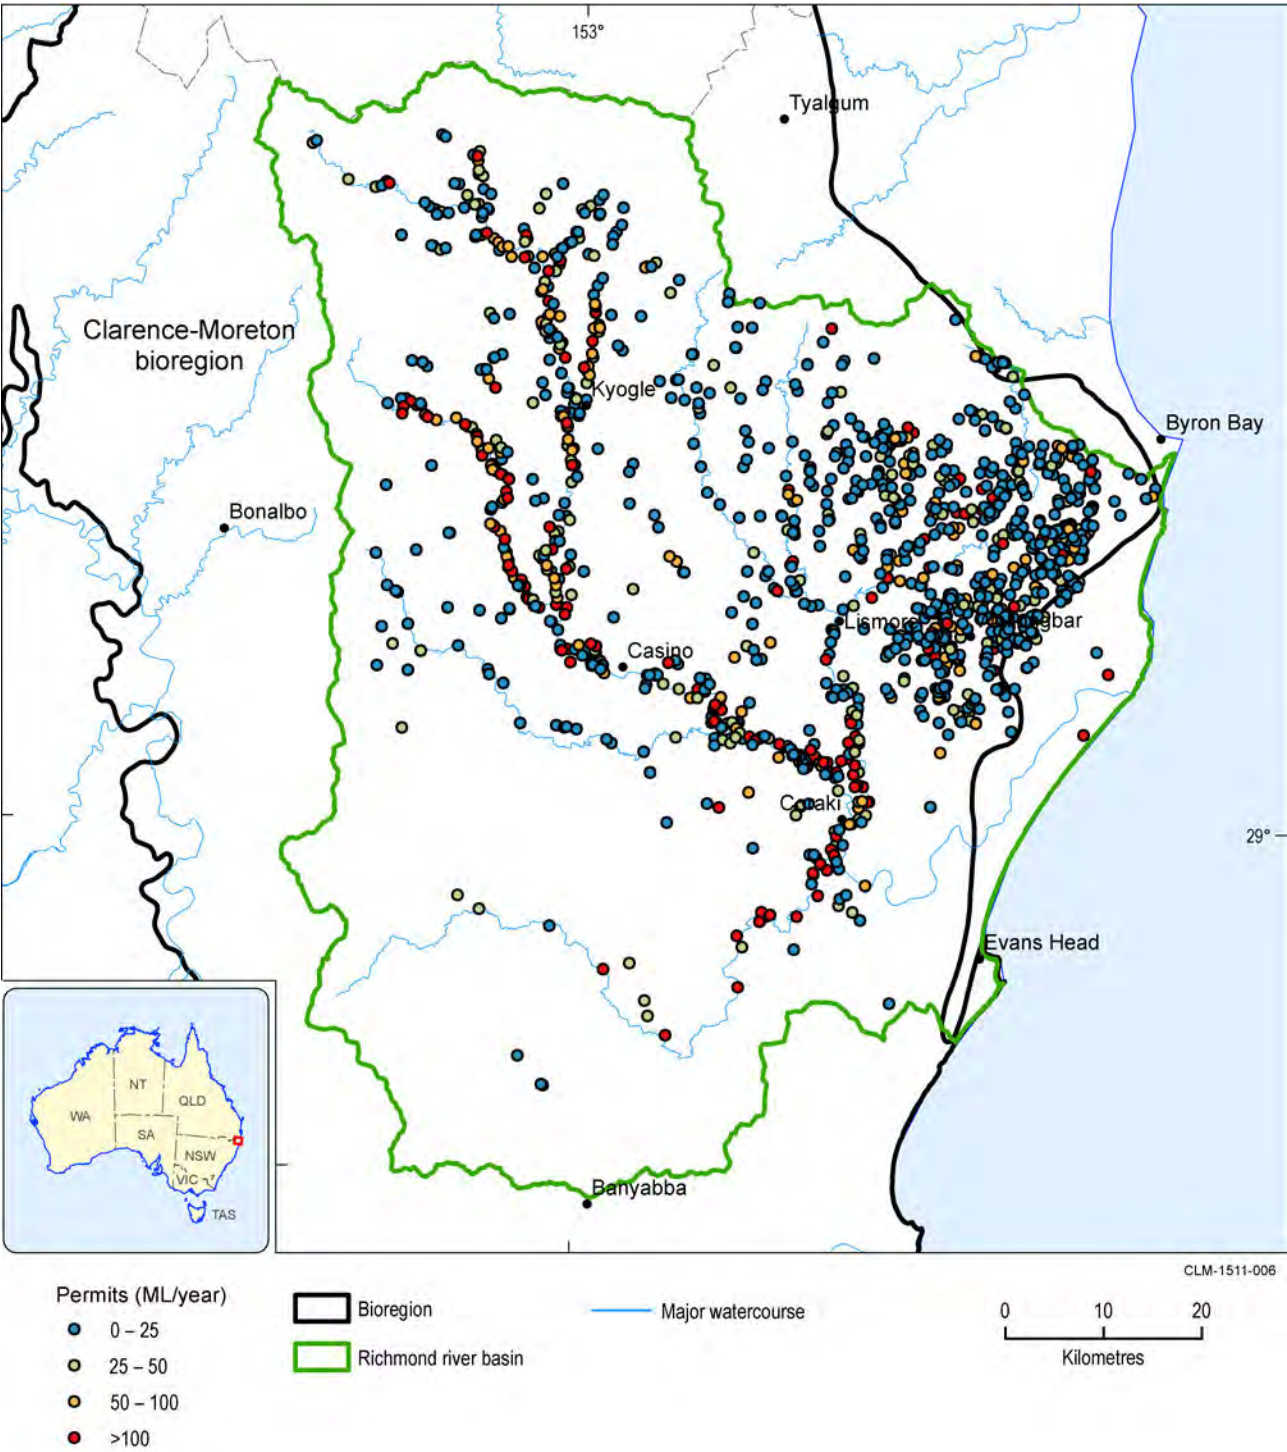 153°
Tyalgum
Clarence-Moreton
bioregion
Kyogle
Byron Bay
Bonalbo
Lismore
Casino
Coraki
29°
Evans Head
NT
QLD
WA
SA
NSW
VIC
TAS
Banyabba
CLM-1511-006
Permits (ML/year)
0 – 25
25 – 50
50 – 100
>100
Bioregion
Richmond river basin
Major watercourse
0 10 20
Kilometres